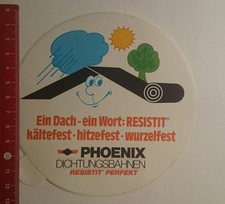 Ein Dach - ein Wort: RESISTIT
kältefest · hitzefest · wurzelfest
PHOENIX
DICHTUNGSBAHNEN
RESISTIT PERFEKT